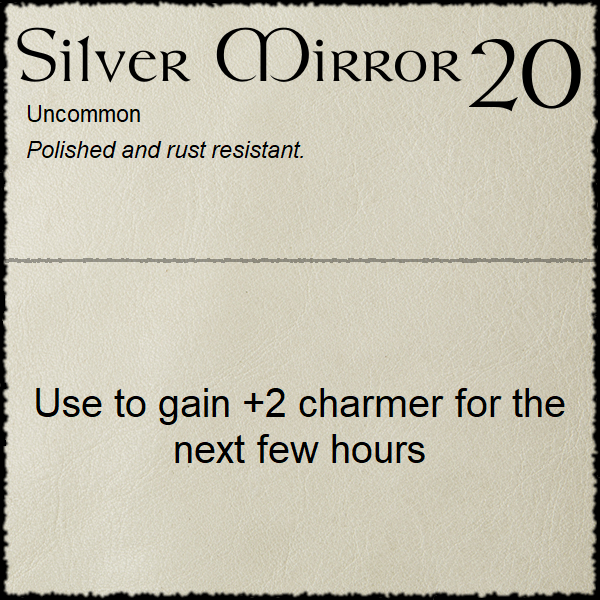 Silver Mirror 20
Uncommon
Polished and rust resistant.
Use to gain +2 charmer for the
next few hours